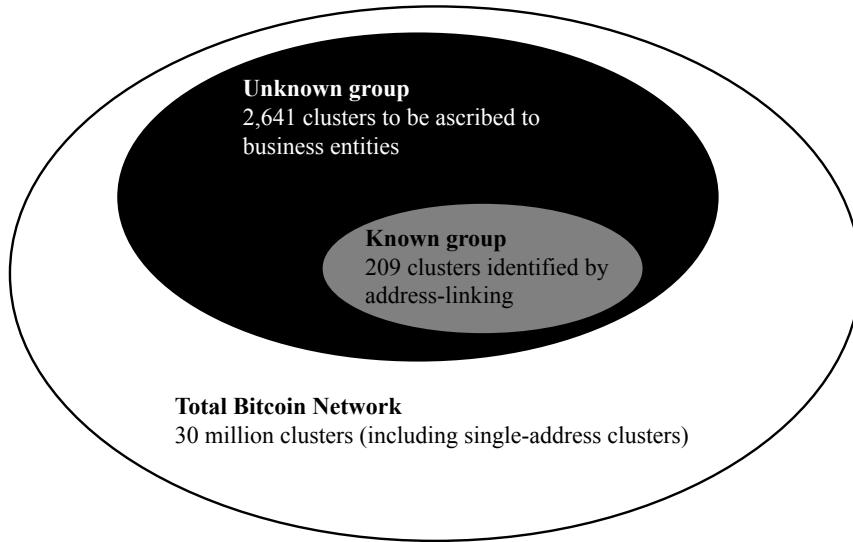 Unknown group
2,641 clusters to be ascribed to
business entities
Known group
209 clusters identified by
address-linking
Total Bitcoin Network
30 million clusters (including single-address clusters)